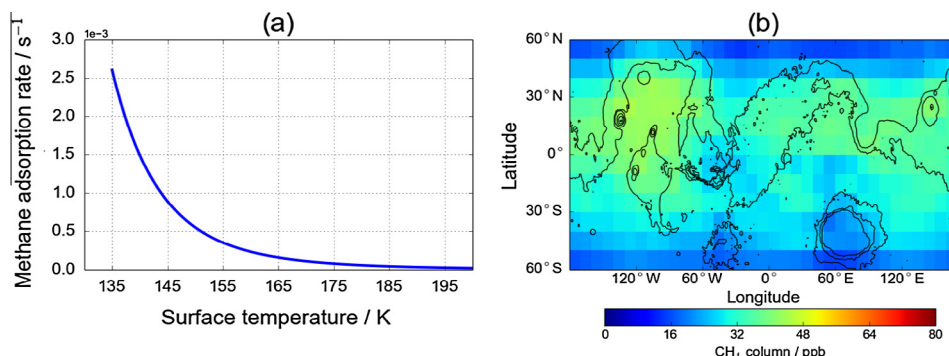 (a)
Methane adsorption rate / s⁻¹
1e-3
3.0
2.5
2.0
1.5
1.0
0.5
0.0
135 145 155 165 175 185 195
Surface temperature / K
(b)
60°N
30°N
0°
30°S
60°S
Latitude
120°W 60°W 0° 60°E 120°E
Longitude
0 16 32 48 64 80
CH₄ column / ppb